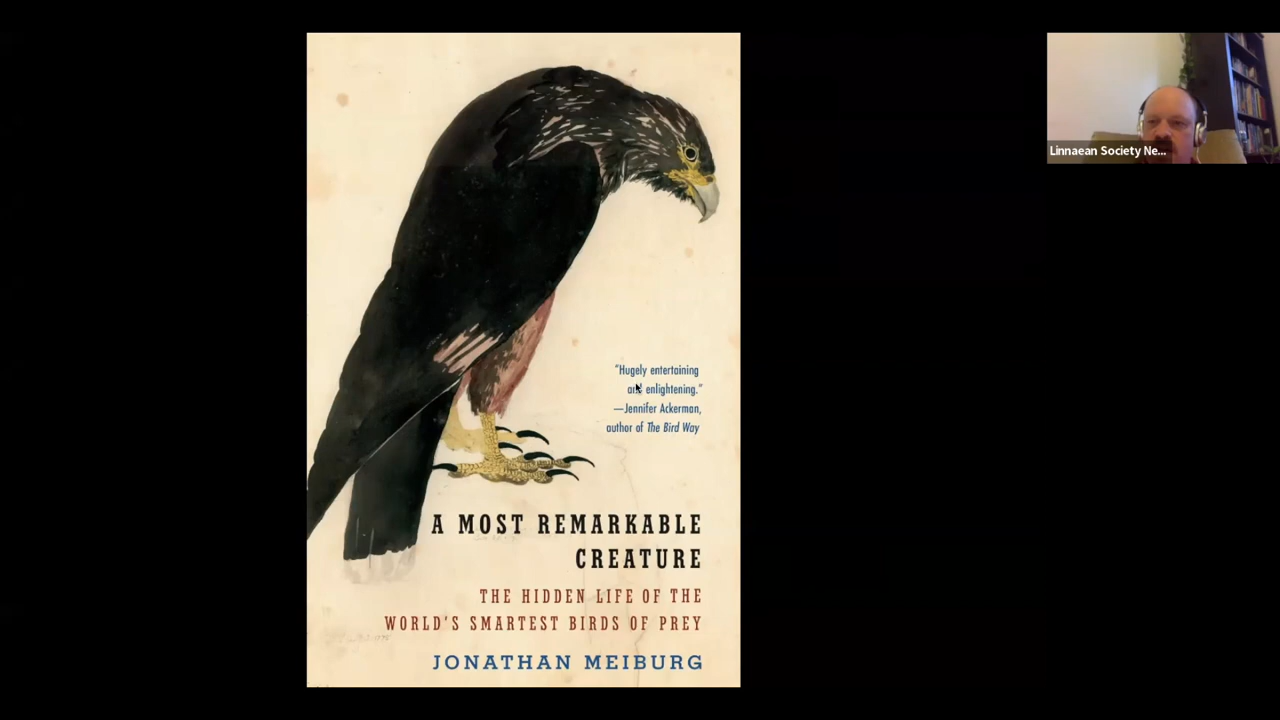 "Hugely entertaining
and enlightening."
—Jennifer Ackerman,
author of The Bird Way
A MOST REMARKABLE
CREATURE
THE HIDDEN LIFE OF THE
WORLD'S SMARTEST BIRDS OF PREY
JONATHAN MEIBURG
Linnaean Society Ne...